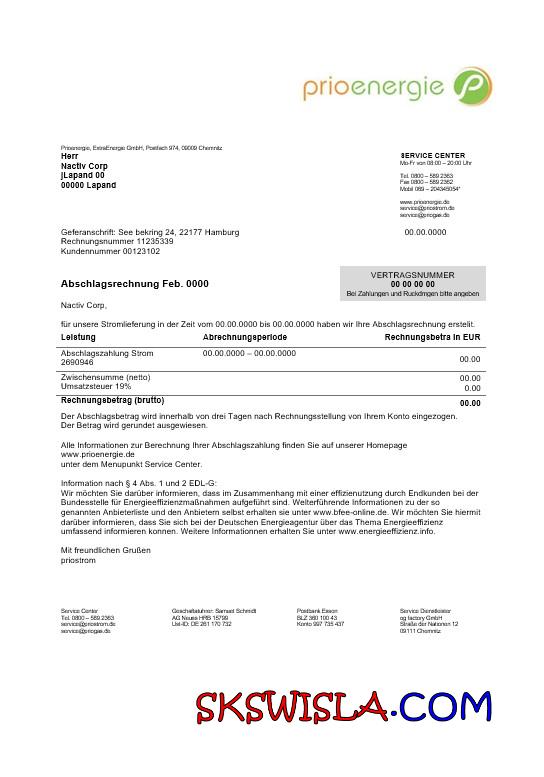 prioenergie
Prioenergie, ExtraEnergie GmbH, Postfach 974, 09009 Chemnitz
Herr
Nactiv Corp
jLapand 00
00000 Lapand
SERVICE CENTER
Mo-Fr von 08:00 – 20:00 Uhr
Tel. 0800 – 589 2363
Fax 0800 – 589 2362
Mobil 069 – 204345054*
www.prioenergie.de
service@priostrom.de
service@priogas.de
Geferanschrift: See bekring 24, 22177 Hamburg
Rechnungsnummer 11235339
Kundennummer 00123102
00.00.0000
Abschlagsrechnung Feb. 0000
VERTRAGSNUMMER
00 00 00 00
Bei Zahlungen und Ruckdmgen bitte angeben
Nactiv Corp,
für unsere Stromlieferung in der Zeit vom 00.00.0000 bis 00.00.0000 haben wir Ihre Abschlagsrechnung erstelit.
Leistung Abrechnungsperiode Rechnungsbetra in EUR
Abschlagszahlung Strom 00.00.0000 – 00.00.0000
2690946 00.00
Zwischensumme (netto) 00.00
Umsatzsteuer 19% 0.00
Rechnungsbetrag (brutto) 00.00
Der Abschlagsbetrag wird innerhalb von drei Tagen nach Rechnungsstellung von Ihrem Konto eingezogen.
Der Betrag wird gerundet ausgewiesen.
Alle Informationen zur Berechnung Ihrer Abschlagszahlung finden Sie auf unserer Homepage
www.prioenergie.de
unter dem Menupunkt Service Center.
Information nach § 4 Abs. 1 und 2 EDL-G:
Wir möchten Sie darüber informieren, dass im Zusammenhang mit einer effizienutzung durch Endkunden bei der
Bundesstelle für Energieeffizienzmaßnahmen aufgeführt sind. Weiterführende Informationen zu der so
genannten Anbieterliste und den Anbietern selbst erhalten sie unter www.bfee-online.de. Wir möchten Sie hiermit
darüber informieren, dass Sie sich bei der Deutschen Energieagentur über das Thema Energieeffizienz
umfassend informieren konnen. Weitere Informationnen erhalten Sie unter www.energieeffizienz.info.
Mit freundlichen Grußen
priostrom
Service Center
Tel. 0800 – 589 2363
service@priostrom.de
service@priogas.de
Geschaftsfuhrer: Samuel Schmidt
AG Neuss HRB 15799
Ust-ID: DE 261 170 732
Postbank Essen
BLZ 360 100 43
Konto 997 735 437
Service Dienstleister
og factory GmbH
Straße der Nationen 12
09111 Chemnitz
SKSWISLA.COM